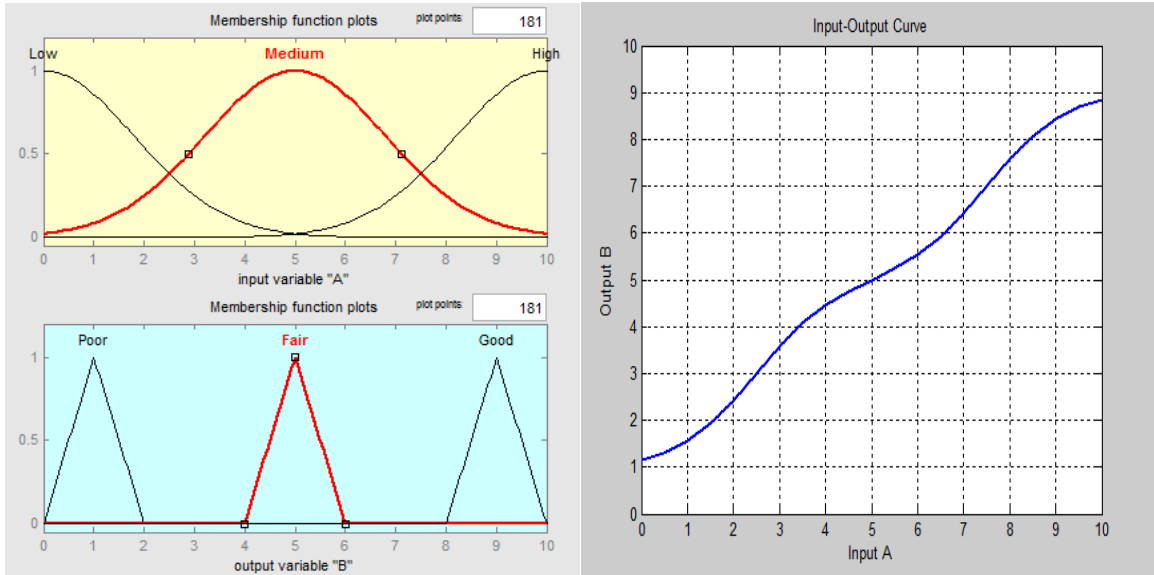 Membership function plots plot points: 181
Low Medium High
1
0.5
0
0 1 2 3 4 5 6 7 8 9 10
input variable "A"
Membership function plots plot points: 181
Poor Fair Good
1
0.5
0
0 1 2 3 4 5 6 7 8 9 10
output variable "B"
Input-Output Curve
10
9
8
7
6
5
4
3
2
1
0
Output B
0 1 2 3 4 5 6 7 8 9 10
Input A